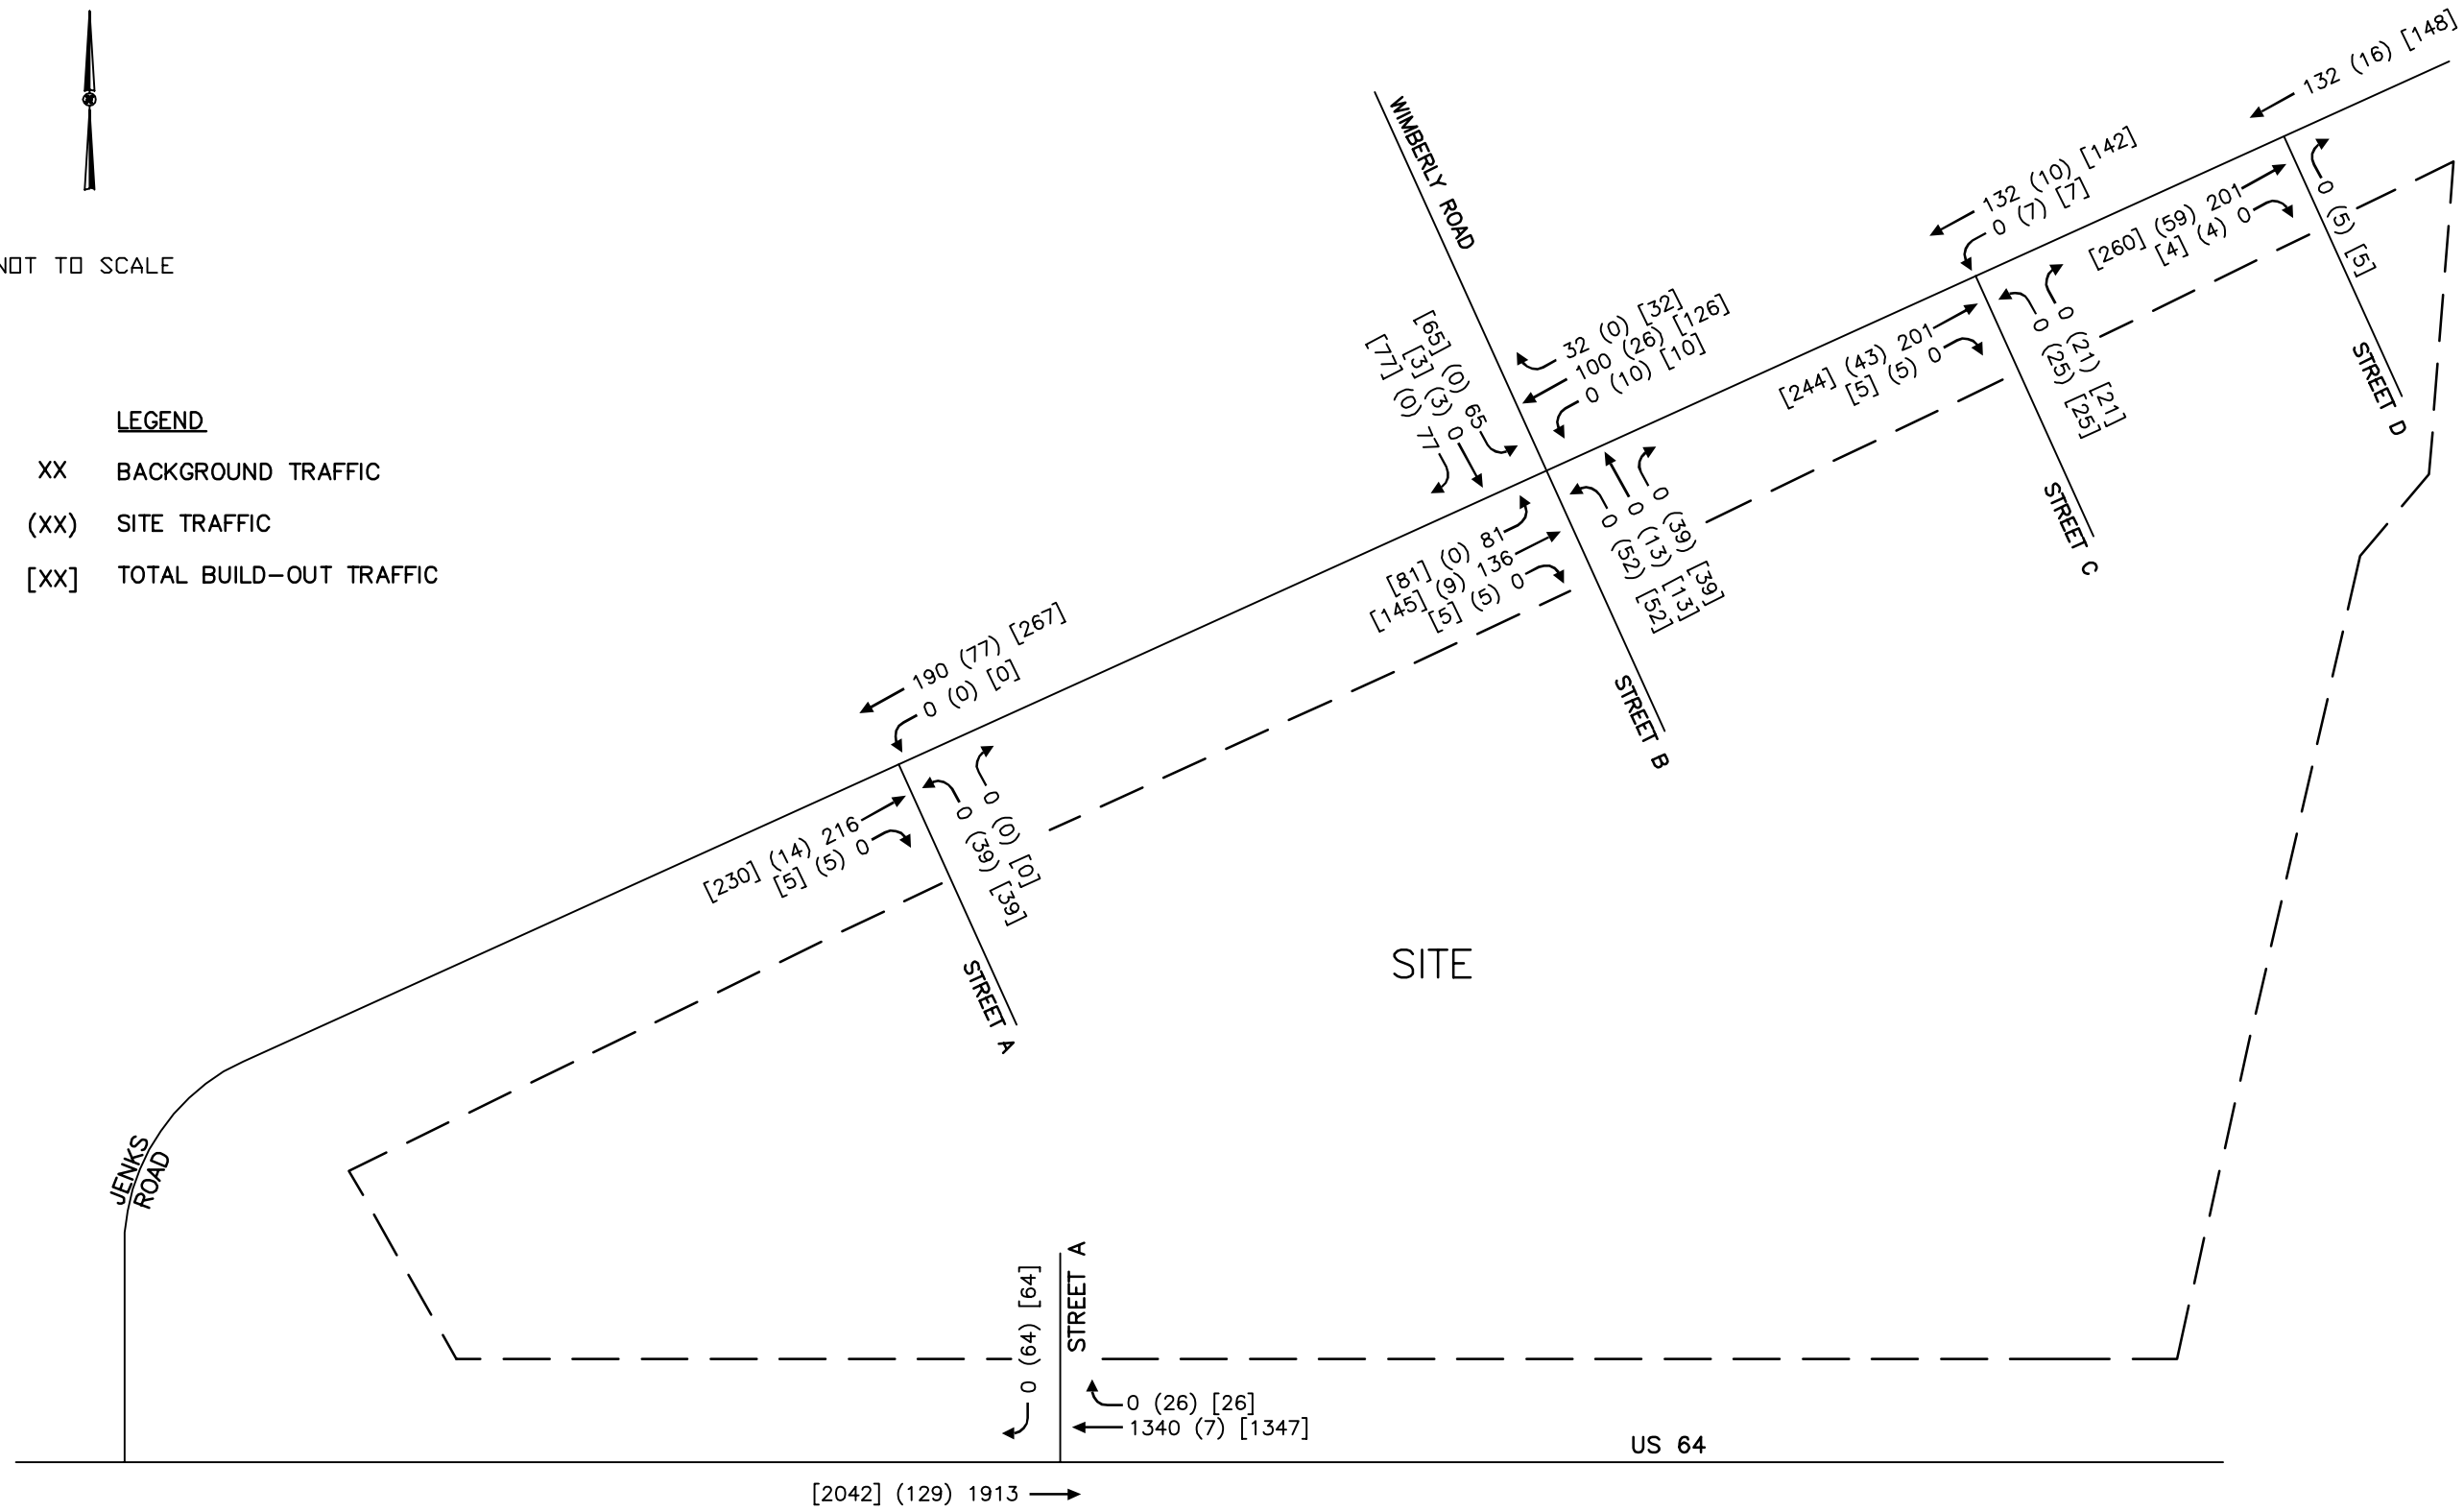 NOT TO SCALE
LEGEND
XX BACKGROUND TRAFFIC
(XX) SITE TRAFFIC
[XX] TOTAL BUILD-OUT TRAFFIC
132 (16) [148]
0 (5) [5]
[260] (59) 201
[4] (4) 0
STREET D
132 (10) [142]
0 (7) [7]
0 (21) [21]
0 (25) [25]
[244] (43) 201
[5] (5) 0
STREET C
WIMBERLY ROAD
[65] (0) 65
[3] (3) 0
[77] (0) 77
32 (0) [32]
100 (26) [126]
0 (10) [10]
[81] (0) 81
[145] (9) 136
[5] (5) 0
0 (39) [39]
0 (13) [13]
0 (52) [52]
STREET B
190 (77) [267]
0 (0) [0]
0 (0) [0]
0 (39) [39]
[230] (14) 216
[5] (5) 0
STREET A
SITE
JENKS
ROAD
0 (64) [64]
STREET A
0 (26) [26]
1340 (7) [1347]
US 64
[2042] (129) 1913